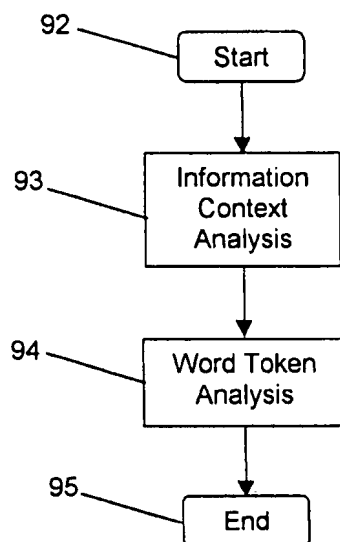 92
Start
93
Information
Context
Analysis
94
Word Token
Analysis
95
End